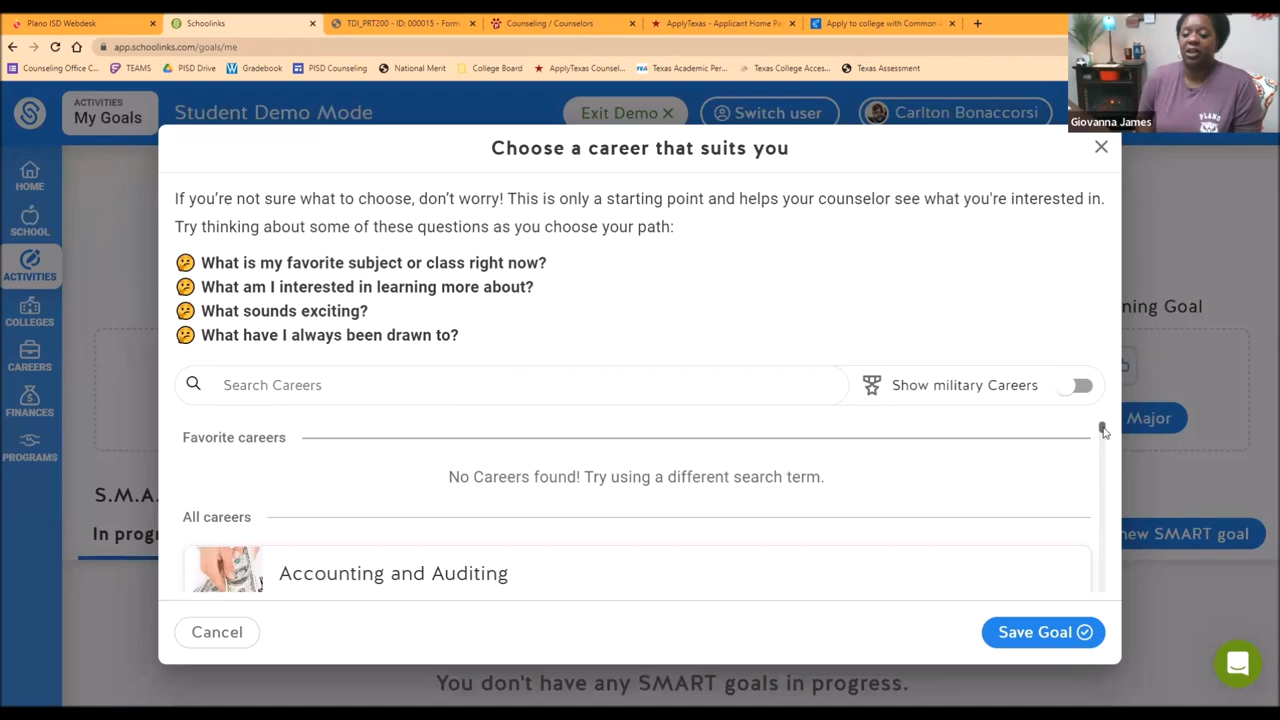 Plano ISD Webdesk
Schoolinks
TDI_PRT200 - ID: 000015 - Form
Counseling / Counselors
ApplyTexas - Applicant Home Pa
Apply to college with Common A
app.schoolinks.com/goals/me
Counseling Office C...
TEAMS
PISD Drive
Gradebook
PISD Counseling
National Merit
College Board
ApplyTexas Counsel...
Texas Academic Per...
Texas College Acces...
Texas Assessment
Giovanna James
PLANO
ACTIVITIES
My Goals
Student Demo Mode
Exit Demo ✕
Switch user
Carlton Bonaccorsi
HOME
SCHOOL
ACTIVITIES
COLLEGES
CAREERS
FINANCES
PROGRAMS
Choose a career that suits you
If you’re not sure what to choose, don’t worry! This is only a starting point and helps your counselor see what you're interested in.
Try thinking about some of these questions as you choose your path:
What is my favorite subject or class right now?
What am I interested in learning more about?
What sounds exciting?
What have I always been drawn to?
Search Careers
Show military Careers
Favorite careers
No Careers found! Try using a different search term.
All careers
Accounting and Auditing
Cancel
Save Goal
ning Goal
Major
S.M.A.
In progr
new SMART goal
You don't have any SMART goals in progress.